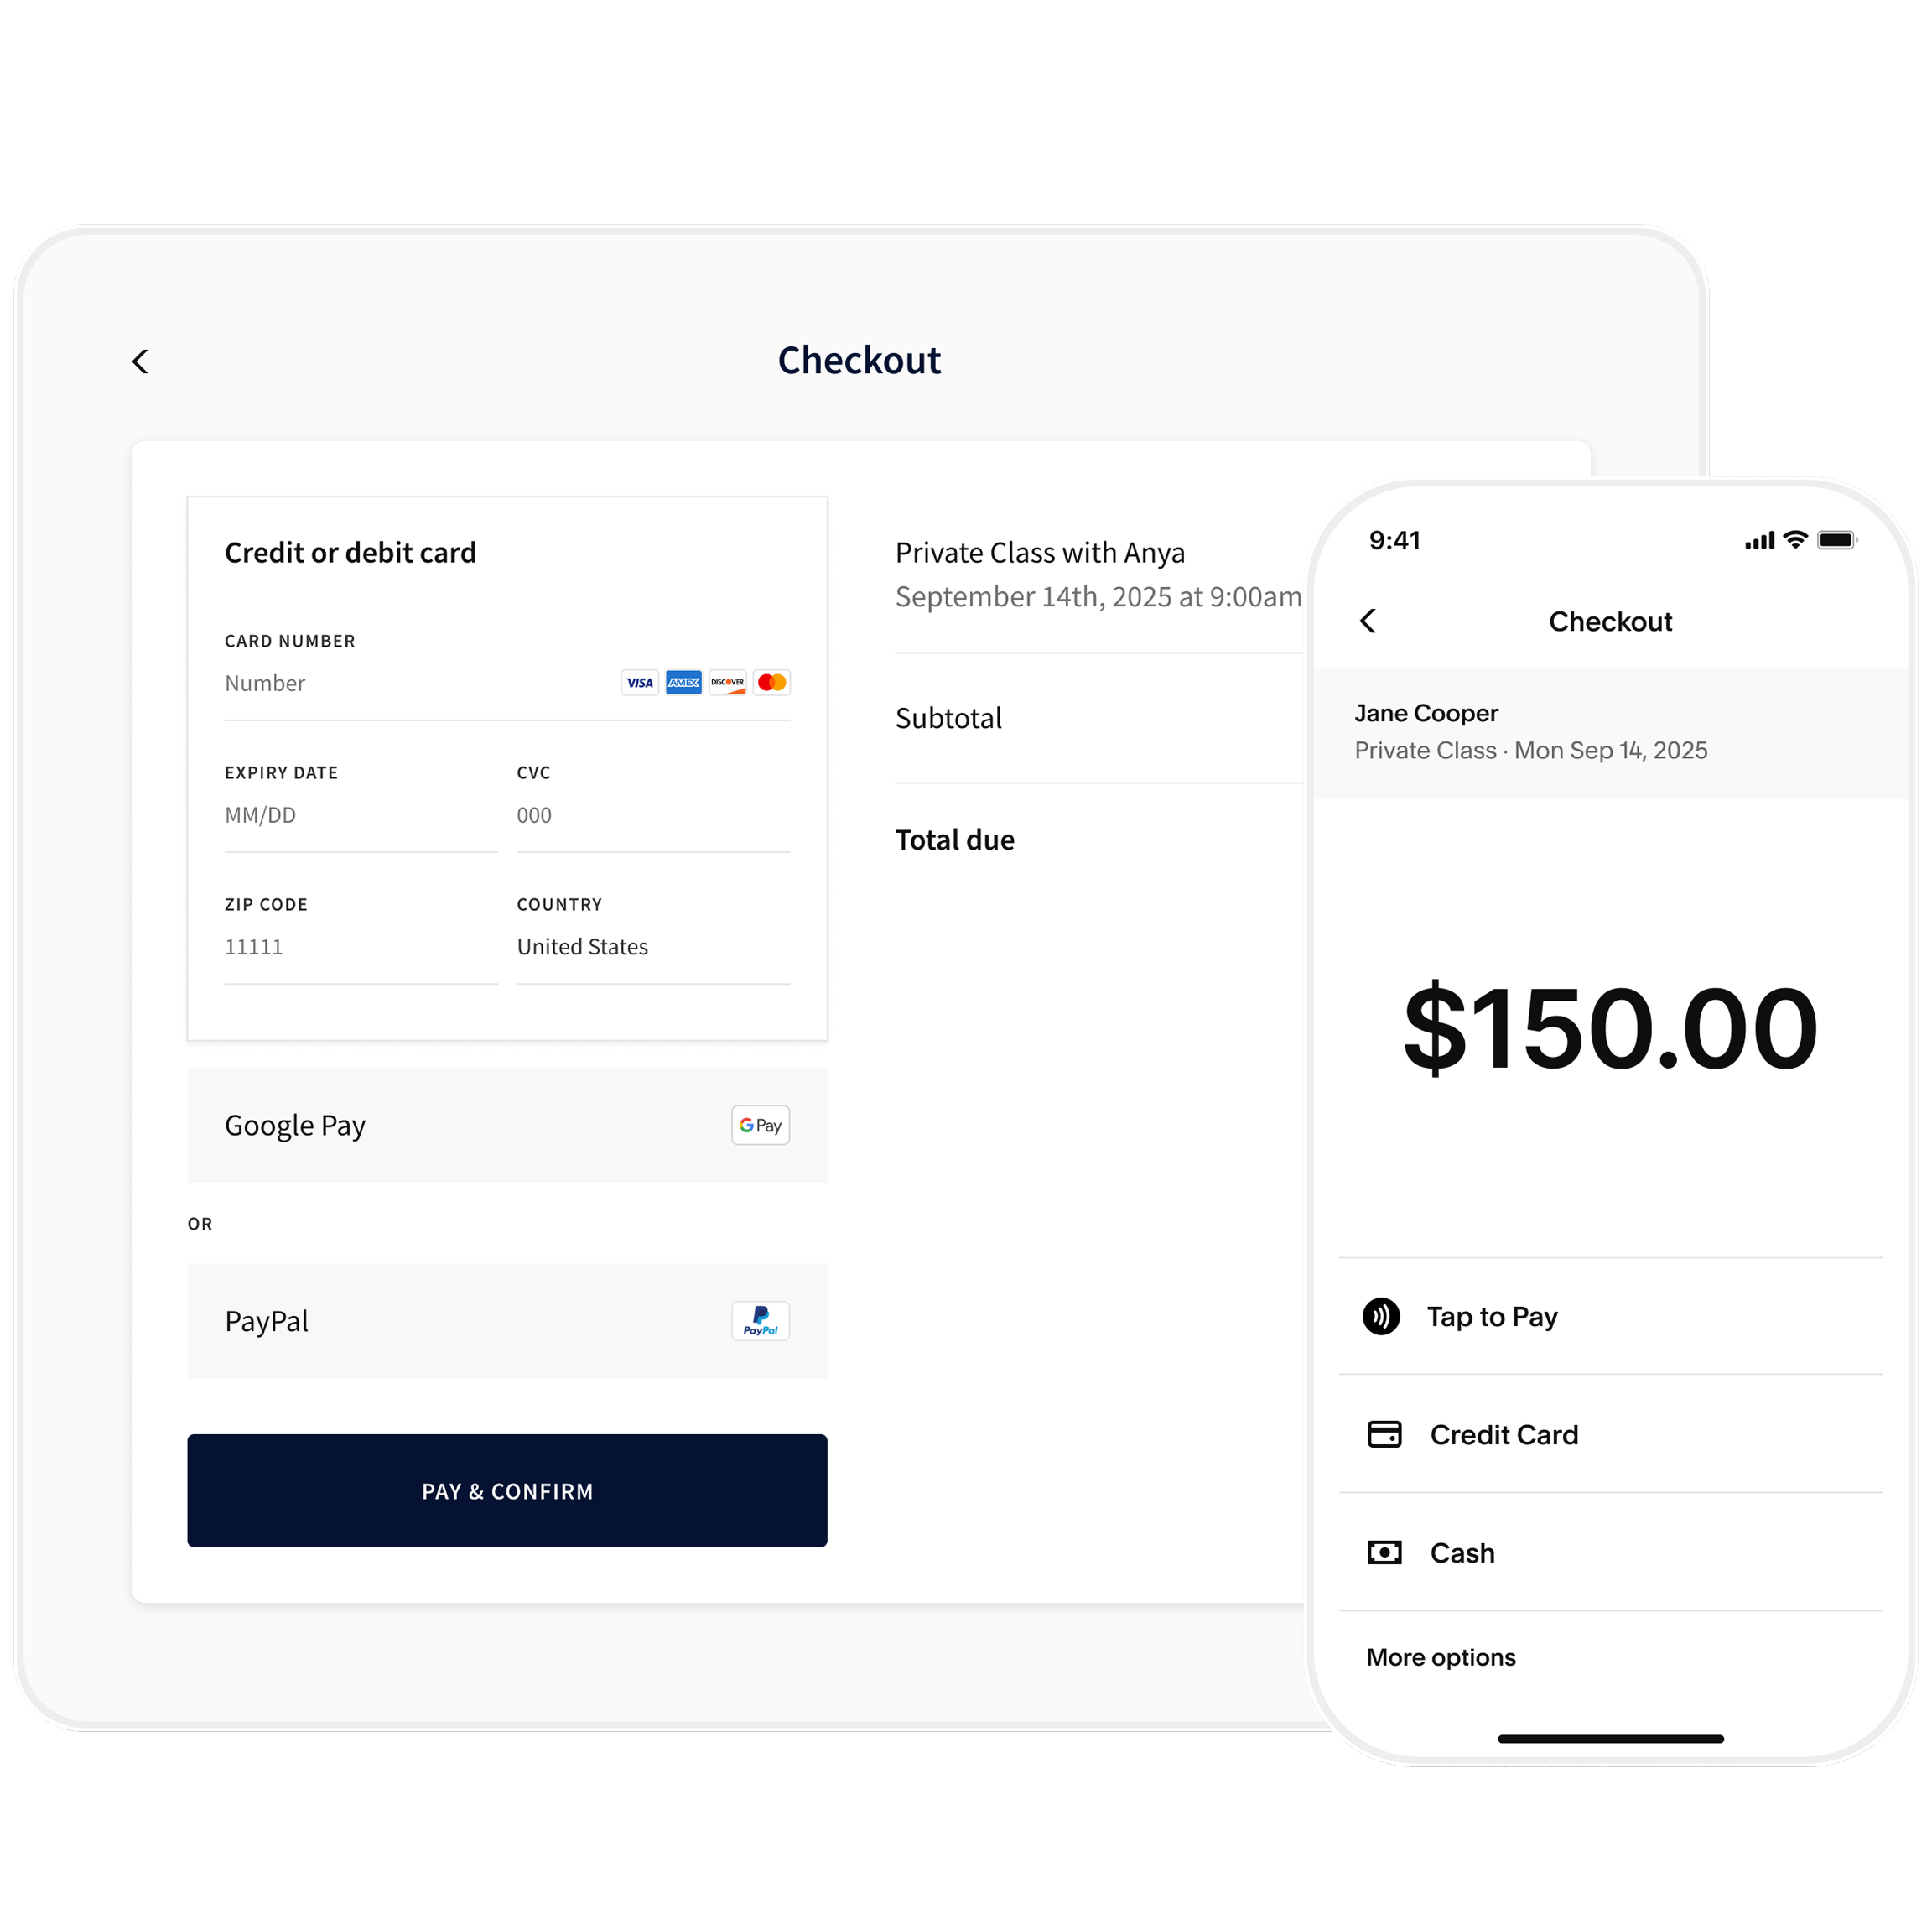 Checkout
Credit or debit card
CARD NUMBER
Number
VISA AMEX DISCOVER
EXPIRY DATE CVC
MM/DD 000
ZIP CODE COUNTRY
11111 United States
Google Pay G Pay
OR
PayPal PayPal
PAY & CONFIRM
Private Class with Anya
September 14th, 2025 at 9:00am
Subtotal
Total due
9:41
Checkout
Jane Cooper
Private Class · Mon Sep 14, 2025
$150.00
Tap to Pay
Credit Card
Cash
More options